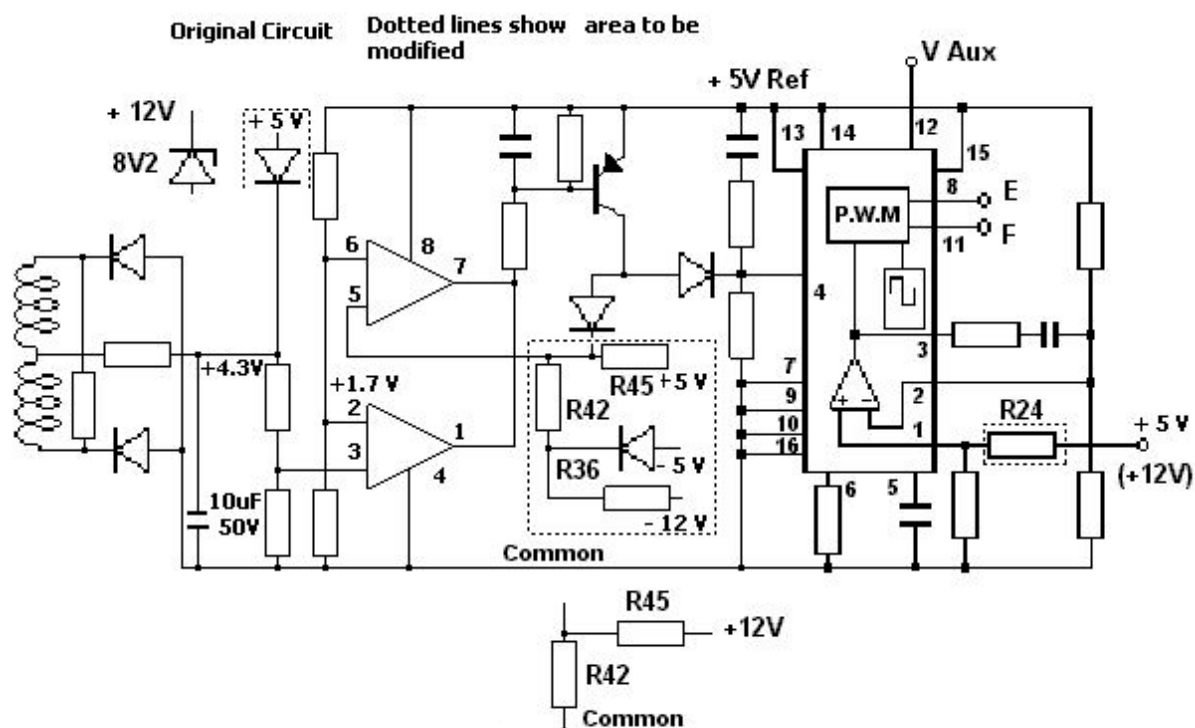 Original Circuit
Dotted lines show area to be
modified
V Aux
+ 5V Ref
+ 12V
+ 5 V
8V2
13
14
12
15
8
E
P.W.M
F
11
6
8
7
5
4
3
+4.3V
+1.7 V
R45
+5 V
7
2
R42
2
9
R24
1
10
+
-
1
+ 5 V
3
R36
- 5 V
16
(+12V)
4
10uF
50V
6
5
- 12 V
Common
R45
+12V
R42
Common